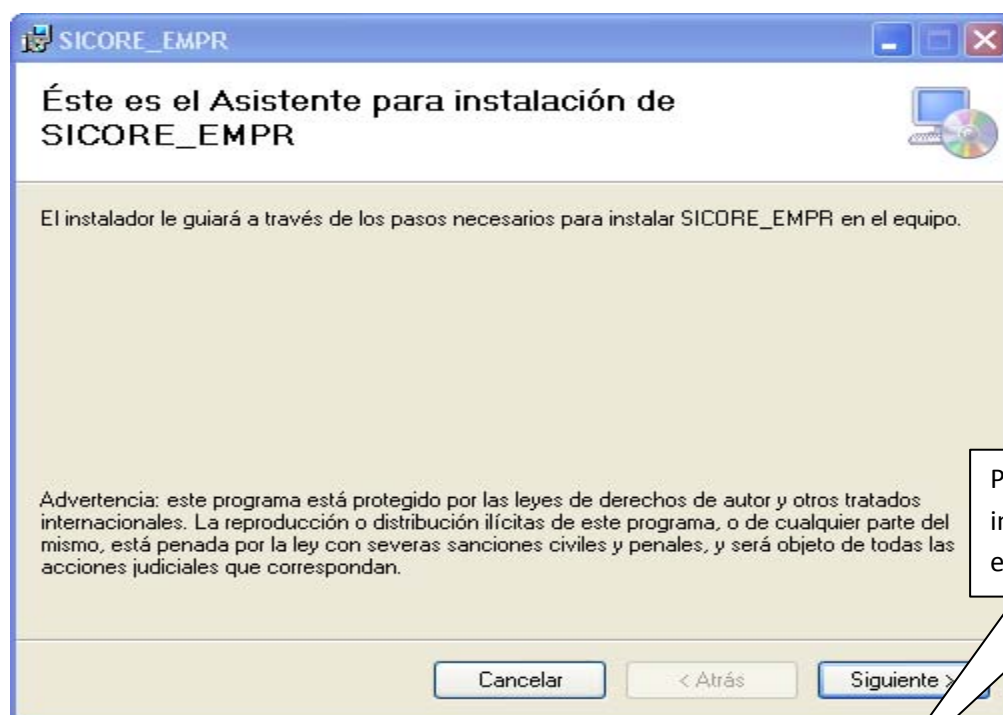 SICORE_EMPR
Éste es el Asistente para instalación de
SICORE_EMPR
El instalador le guiará a través de los pasos necesarios para instalar SICORE_EMPR en el equipo.
Advertencia: este programa está protegido por las leyes de derechos de autor y otros tratados
internacionales. La reproducción o distribución ilícitas de este programa, o de cualquier parte del
mismo, está penada por la ley con severas sanciones civiles y penales, y será objeto de todas las
acciones judiciales que correspondan.
Cancelar
< Atrás
Siguiente >